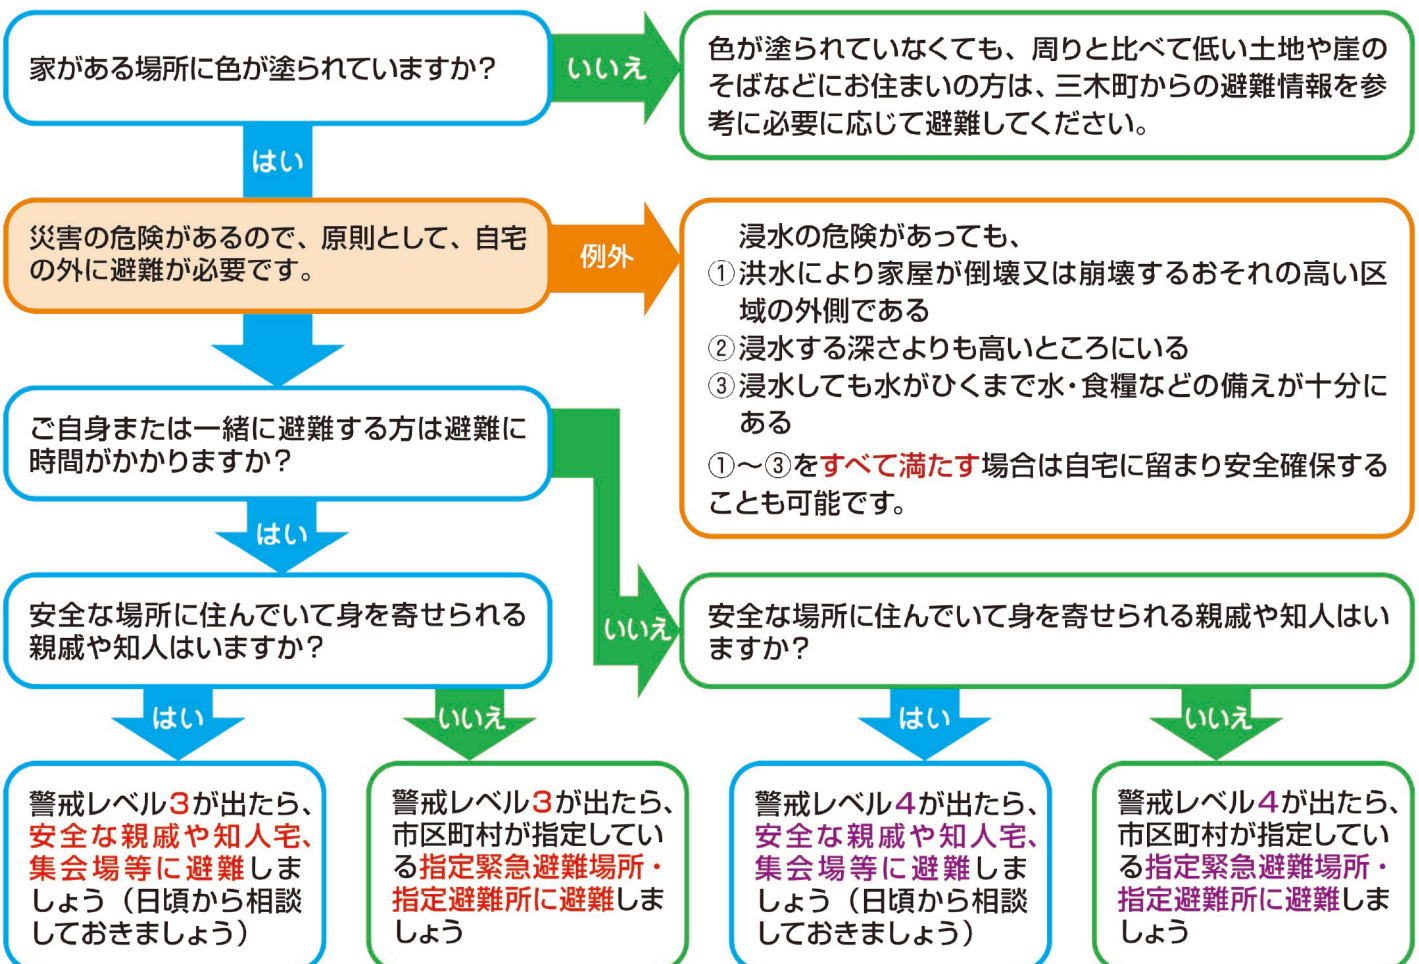 家がある場所に色が塗られていますか？
いいえ
色が塗られていなくても、周りと比べて低い土地や崖の
そばなどにお住まいの方は、三木町からの避難情報を参
考に必要に応じて避難してください。
はい
災害の危険があるので、原則として、自宅
の外に避難が必要です。
例外
浸水の危険があっても、
①洪水により家屋が倒壊又は崩壊するおそれの高い区
域の外側である
②浸水する深さよりも高いところにいる
③浸水しても水がひくまで水・食糧などの備えが十分に
ある
①～③をすべて満たす場合は自宅に留まり安全確保する
ことも可能です。
ご自身または一緒に避難する方は避難に
時間がかかりますか？
はい
いいえ
安全な場所に住んでいて身を寄せられる
親戚や知人はいますか？
安全な場所に住んでいて身を寄せられる親戚や知人はい
ますか？
はい
いいえ
はい
いいえ
警戒レベル3が出たら、
安全な親戚や知人宅、
集会場等に避難しま
しょう（日頃から相談
しておきましょう）
警戒レベル3が出たら、
市区町村が指定してい
る指定緊急避難場所・
指定避難所に避難しま
しょう
警戒レベル4が出たら、
安全な親戚や知人宅、
集会場等に避難しま
しょう（日頃から相談
しておきましょう）
警戒レベル4が出たら、
市区町村が指定してい
る指定緊急避難場所・
指定避難所に避難しま
しょう